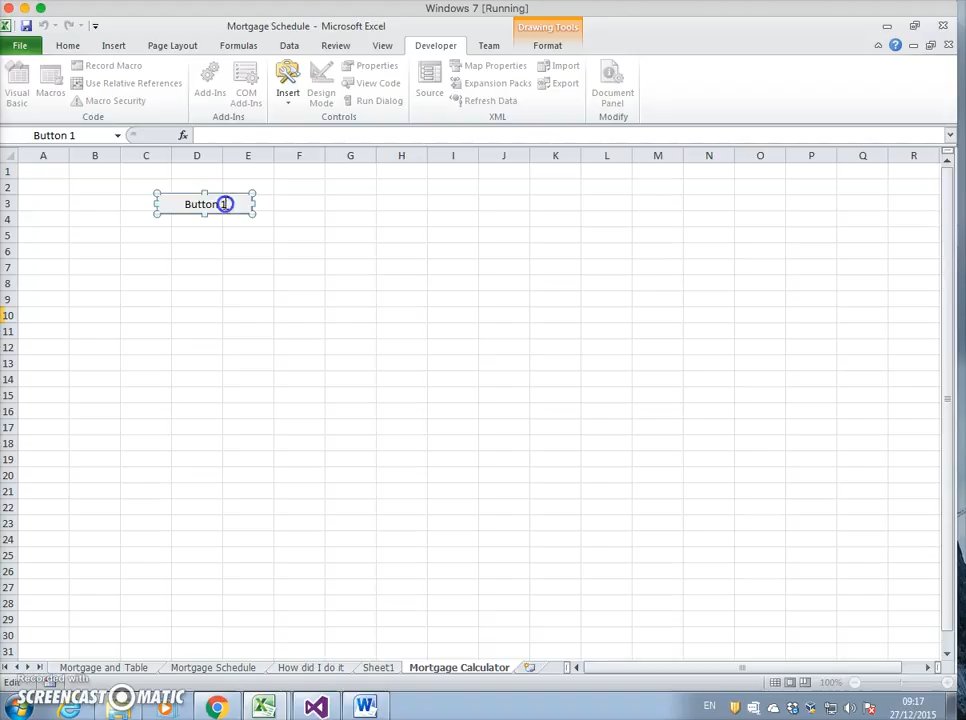 Windows 7 [Running]
Mortgage Schedule - Microsoft Excel
Drawing Tools
File Home Insert Page Layout Formulas Data Review View Developer Team Format
Visual Basic
Macros
Record Macro
Use Relative References
Macro Security
Code
Add-Ins
COM Add-Ins
Add-Ins
Insert
Design Mode
Properties
View Code
Run Dialog
Controls
Source
Map Properties
Expansion Packs
Refresh Data
Import
Export
XML
Document Panel
Modify
Button 1
fx
A B C D E F G H I J K L M N O P Q R
1
2
3
4
5
6
7
8
9
10
11
12
13
14
15
16
17
18
19
20
21
22
23
24
25
26
27
28
29
30
31
Button 1
Mortgage and Table Mortgage Schedule How did I do it Sheet1 Mortgage Calculator
Edit
100%
Recorded with
SCREENCAST MATIC
EN
09:17
27/12/2015